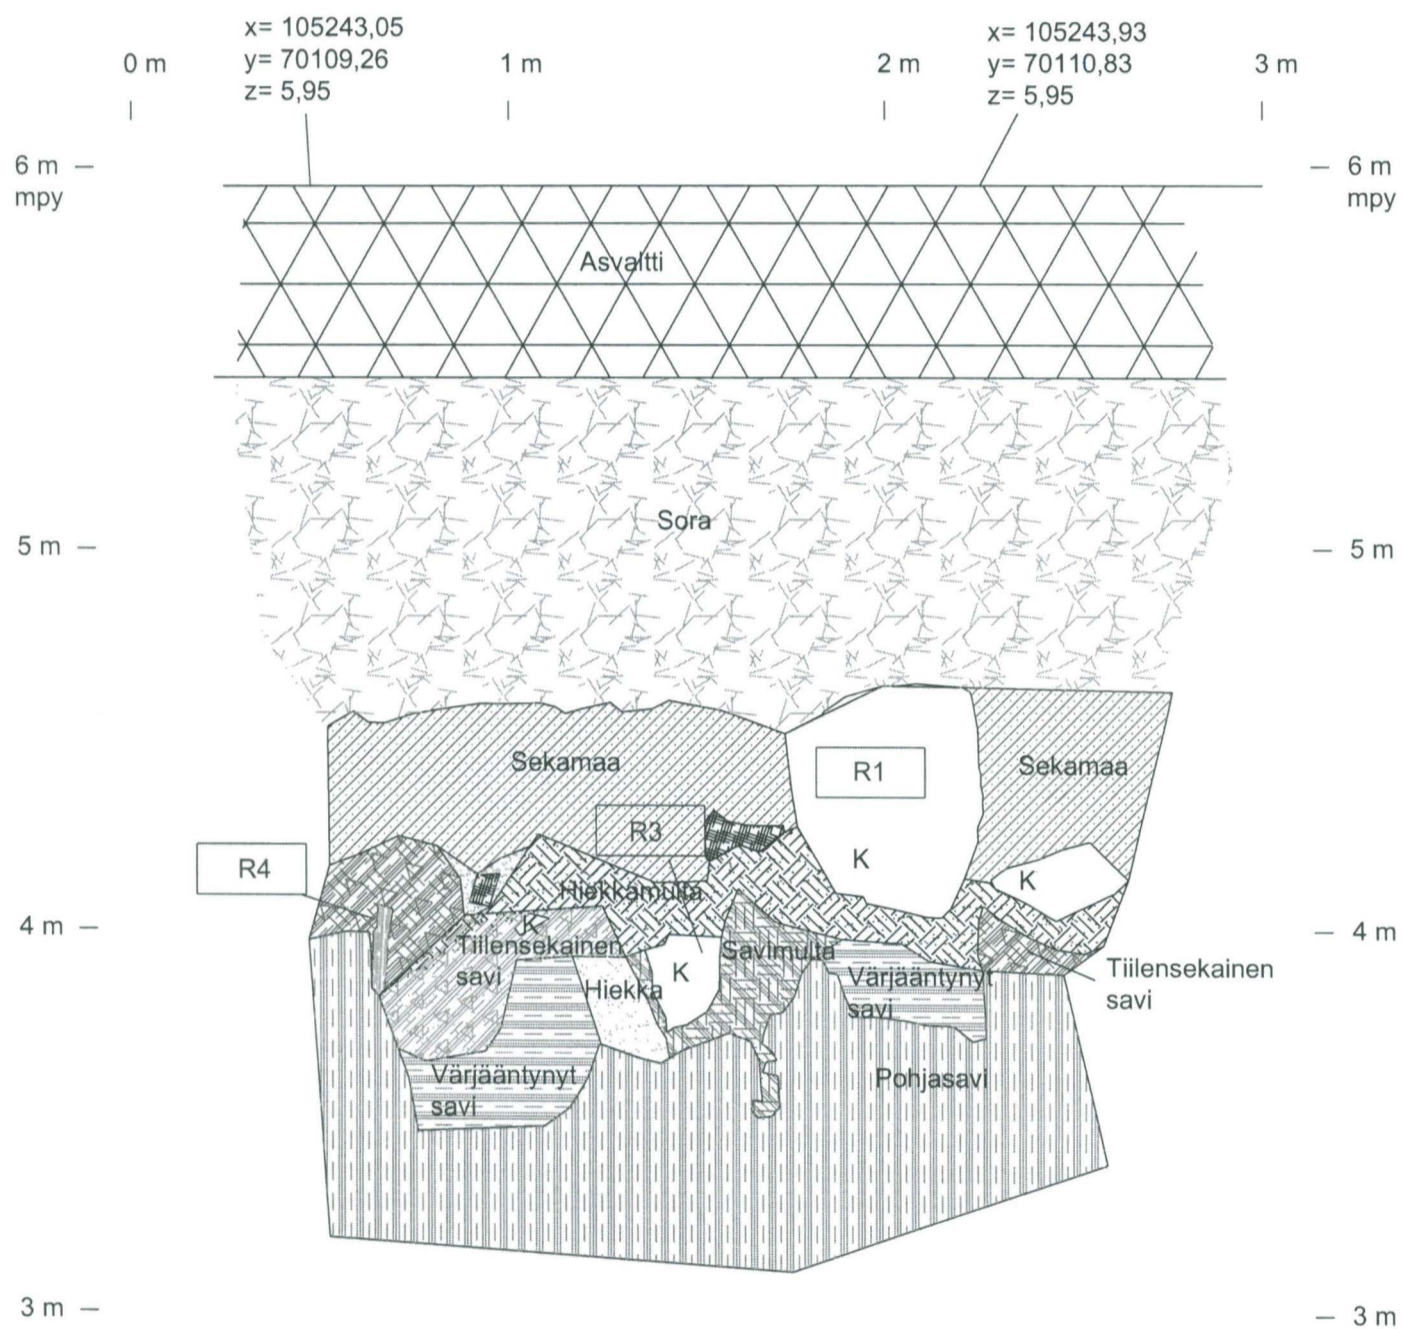 x= 105243,05
y= 70109,26
z= 5,95
x= 105243,93
y= 70110,83
z= 5,95
0 m
1 m
2 m
3 m
6 m
mpy
6 m
mpy
Asvaltti
Sora
5 m
5 m
Sekamaa
R1
Sekamaa
R3
R4
K
K
Hiekkamulta
4 m
4 m
K
Tiilensekainen
savi
Savimulta
K
Hiekka
Värjääntynyt
savi
Tiilensekainen
savi
Värjääntynyt
savi
Pohjasavi
3 m
3 m